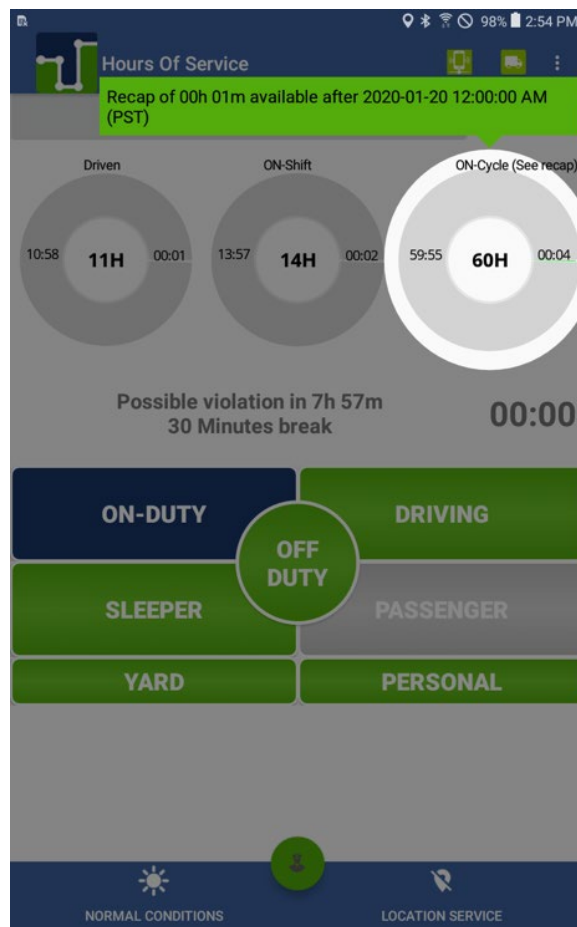 98% 2:54 PM
Hours Of Service
Recap of 00h 01m available after 2020-01-20 12:00:00 AM
(PST)
Driven ON-Shift ON-Cycle (See recap)
10:58 11H 00:01 13:57 14H 00:02 59:55 60H 00:04
Possible violation in 7h 57m
30 Minutes break
00:00
ON-DUTY DRIVING
OFF
DUTY
SLEEPER PASSENGER
YARD PERSONAL
NORMAL CONDITIONS LOCATION SERVICE